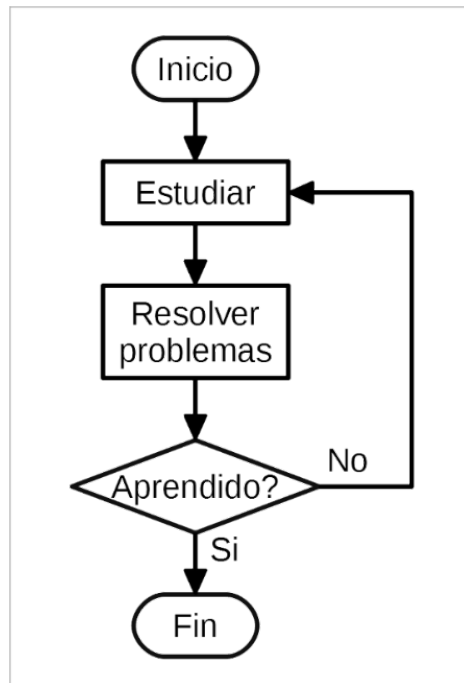 Inicio
Estudiar
Resolver
problemas
Aprendido?
No
Si
Fin